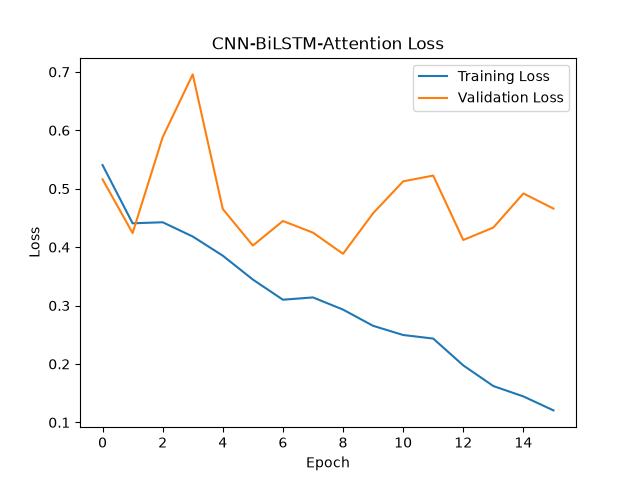 CNN-BiLSTM-Attention Loss
Training Loss
Validation Loss
0.7
0.6
0.5
0.4
0.3
0.2
0.1
Loss
0 2 4 6 8 10 12 14
Epoch